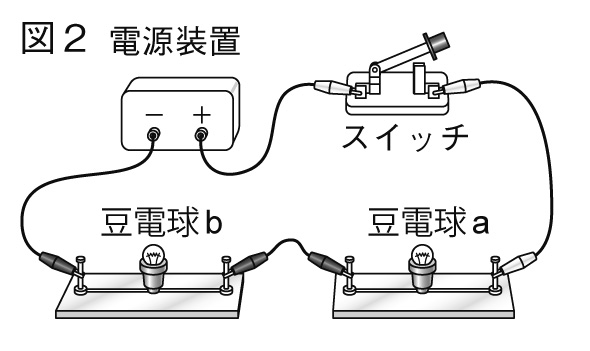 図２ 電源装置
− +
スイッチ
豆電球b
豆電球a